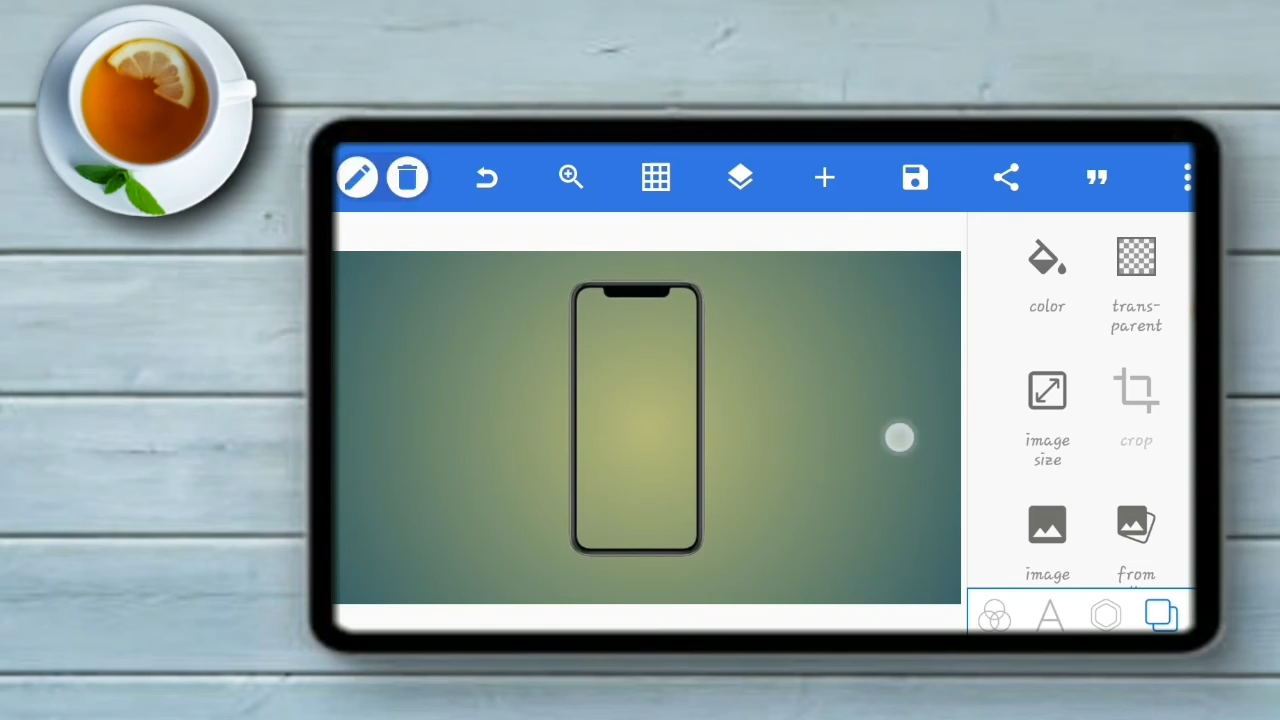 color
trans-
parent
image
size
crop
image
from